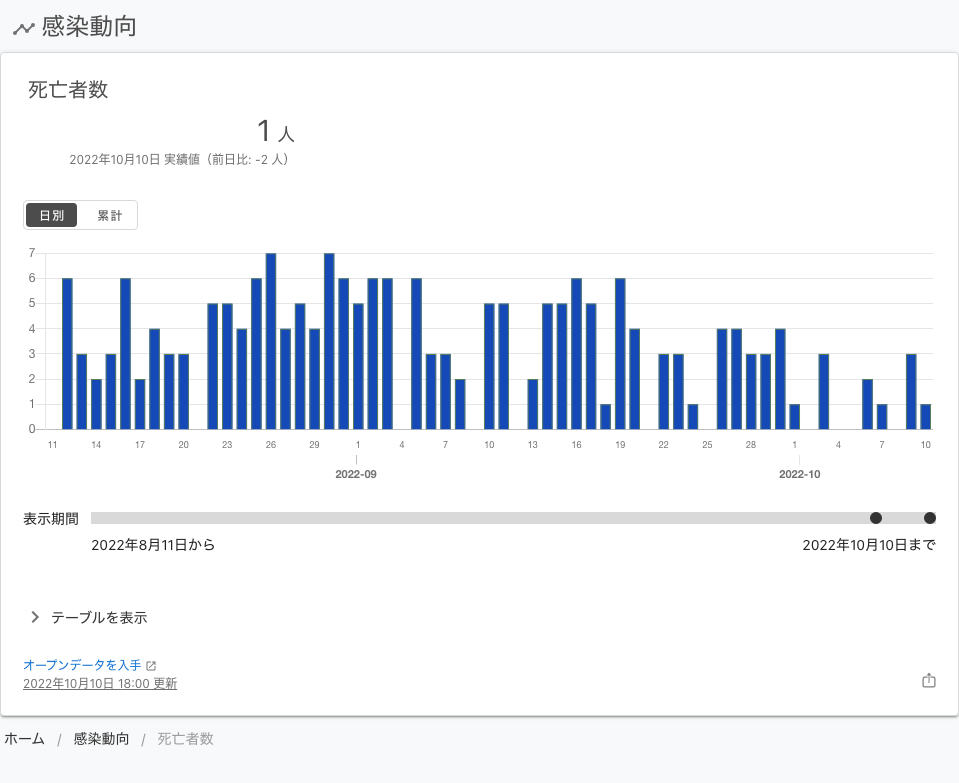 感染動向
死亡者数
1 人
2022年10月10日 実績値（前日比: -2 人）
日別 累計
7
6
5
4
3
2
1
0
11 14 17 20 23 26 29 1 4 7 10 13 16 19 22 25 28 1 4 7 10
2022-09 2022-10
表示期間
2022年8月11日から 2022年10月10日まで
テーブルを表示
オープンデータを入手
2022年10月10日 18:00 更新
ホーム / 感染動向 / 死亡者数